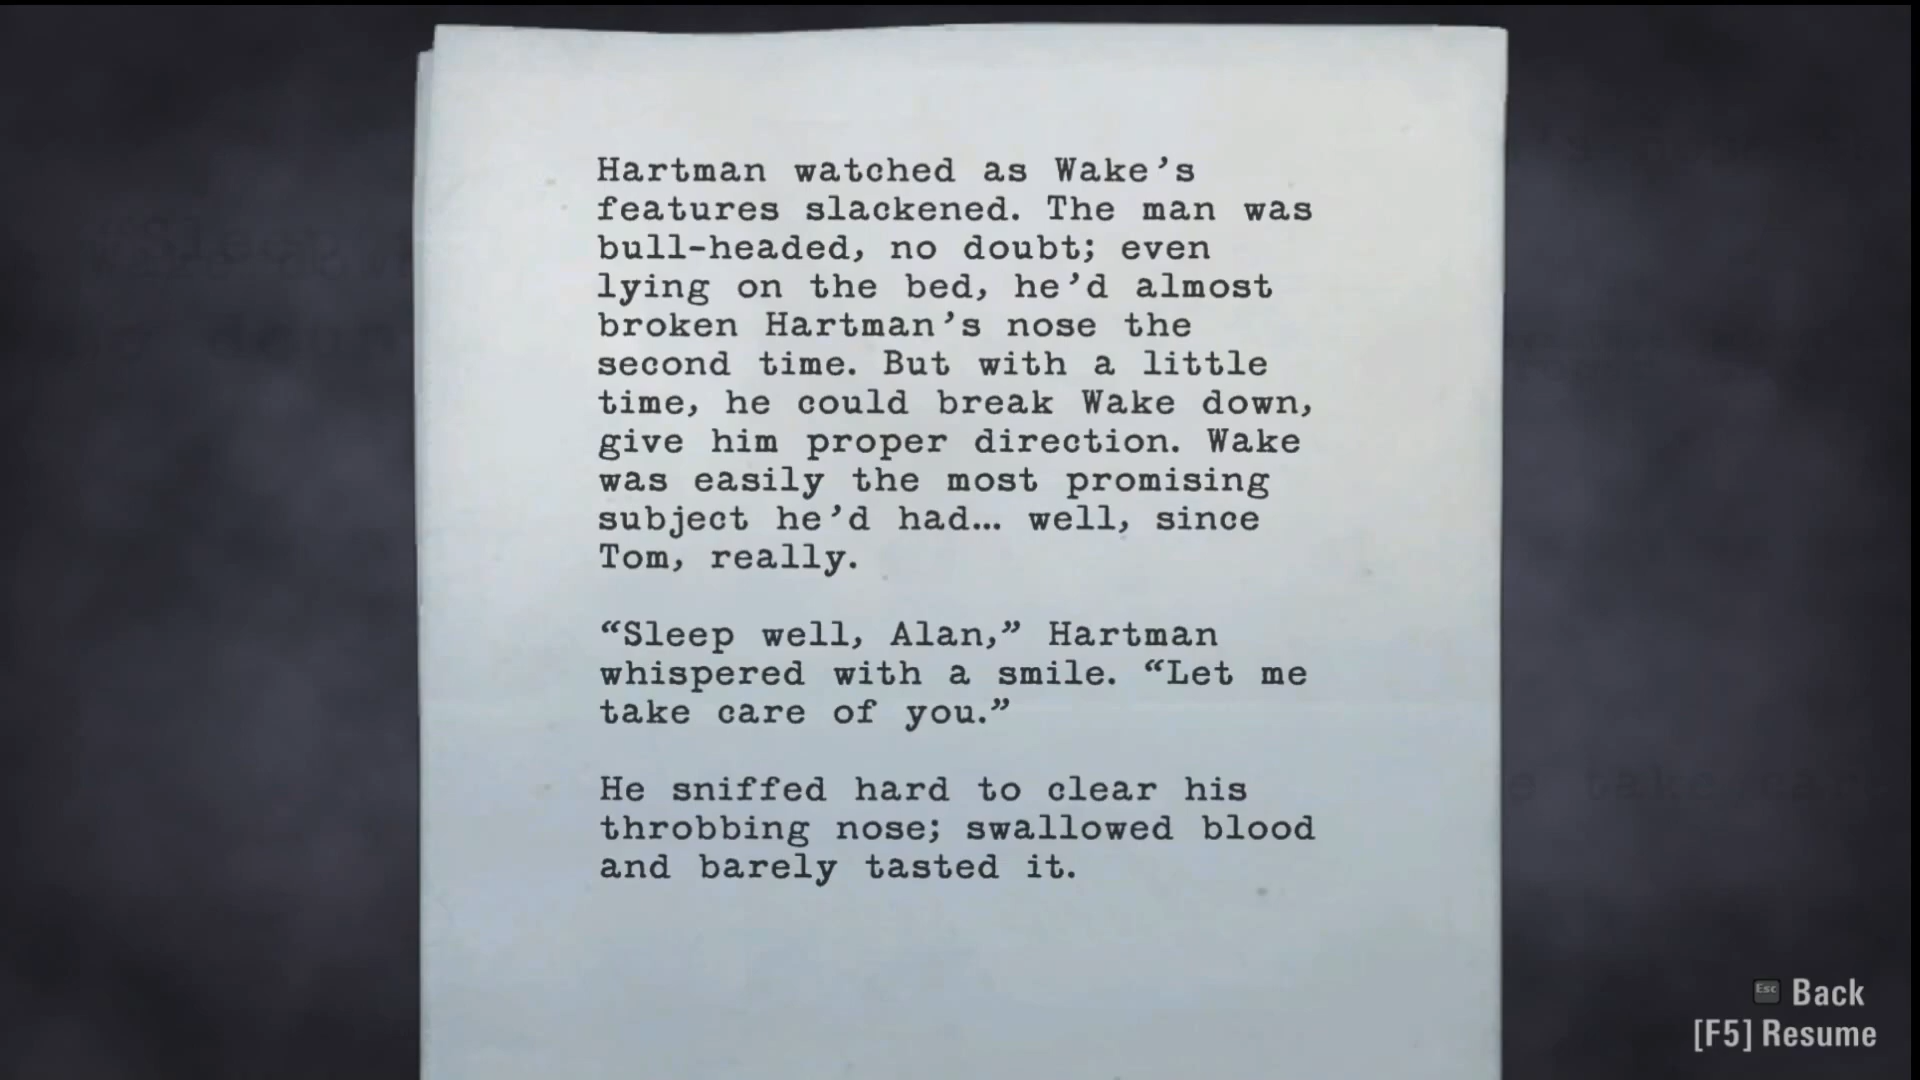 Hartman watched as Wake’s
features slackened. The man was
bull-headed, no doubt; even
lying on the bed, he’d almost
broken Hartman’s nose the
second time. But with a little
time, he could break Wake down,
give him proper direction. Wake
was easily the most promising
subject he’d had… well, since
Tom, really.
“Sleep well, Alan,” Hartman
whispered with a smile. “Let me
take care of you.”
He sniffed hard to clear his
throbbing nose; swallowed blood
and barely tasted it.
Esc Back
[F5] Resume